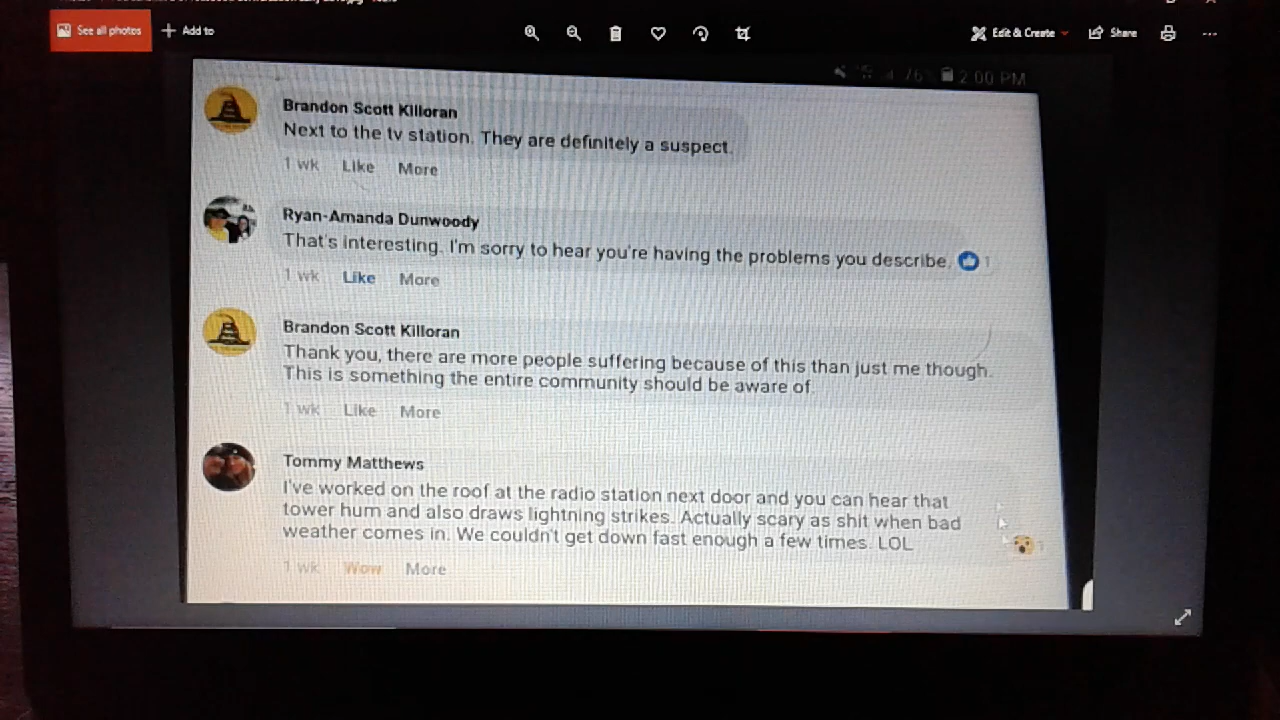 See all photos
Add to
Edit & Create
Share
2:00 PM
Brandon Scott Killoran
Next to the tv station. They are definitely a suspect.
1 wk Like More
Ryan-Amanda Dunwoody
That's interesting. I'm sorry to hear you're having the problems you describe. 1
1 wk Like More
Brandon Scott Killoran
Thank you, there are more people suffering because of this than just me though.
This is something the entire community should be aware of.
1 wk Like More
Tommy Matthews
I've worked on the roof at the radio station next door and you can hear that
tower hum and also draws lightning strikes. Actually scary as shit when bad
weather comes in. We couldn't get down fast enough a few times. LOL
1 wk Wow More